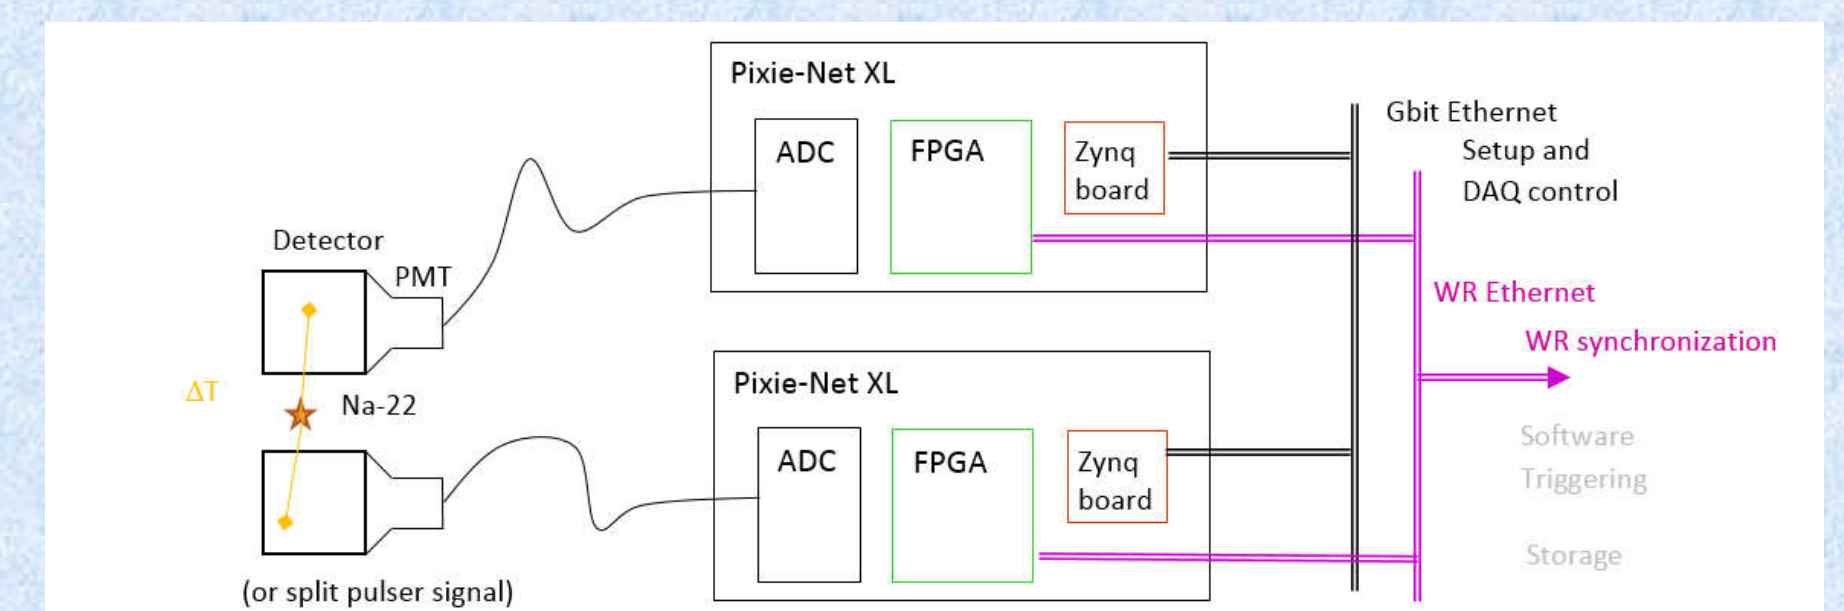 Pixie-Net XL
ADC
FPGA
Zynq
board
Gbit Ethernet
Setup and
DAQ control
Detector
PMT
WR Ethernet
WR synchronization
ΔT
Na-22
Pixie-Net XL
ADC
FPGA
Zynq
board
Software
Triggering
Storage
(or split pulser signal)